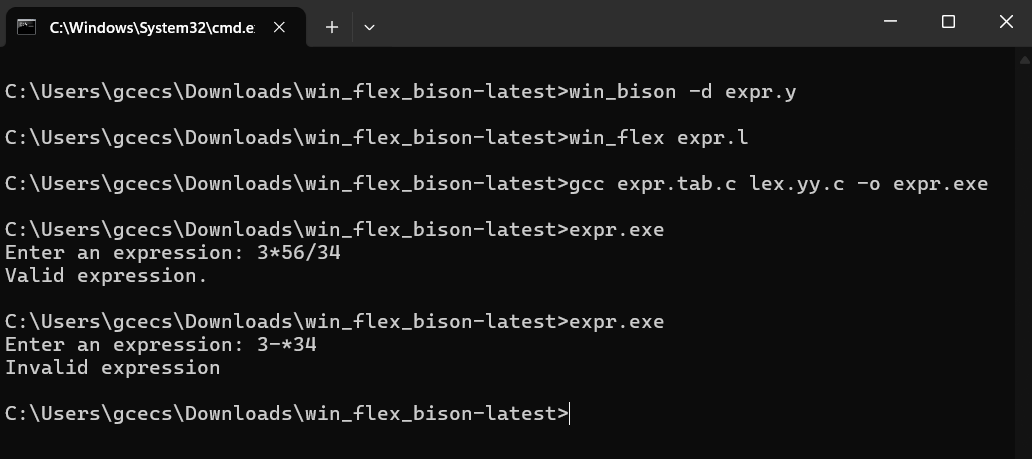 C:\Windows\System32\cmd.e
C:\Users\gcecs\Downloads\win_flex_bison-latest>win_bison -d expr.y
C:\Users\gcecs\Downloads\win_flex_bison-latest>win_flex expr.l
C:\Users\gcecs\Downloads\win_flex_bison-latest>gcc expr.tab.c lex.yy.c -o expr.exe
C:\Users\gcecs\Downloads\win_flex_bison-latest>expr.exe
Enter an expression: 3*56/34
Valid expression.
C:\Users\gcecs\Downloads\win_flex_bison-latest>expr.exe
Enter an expression: 3-*34
Invalid expression
C:\Users\gcecs\Downloads\win_flex_bison-latest>